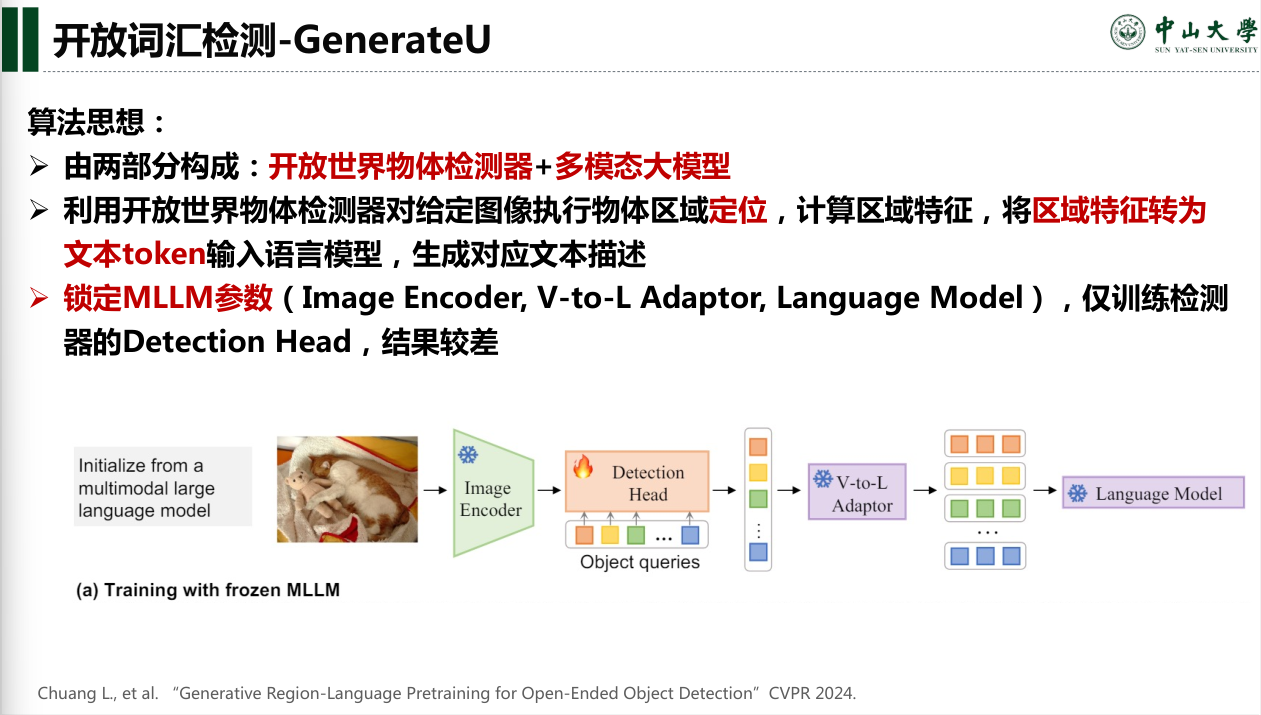 开放词汇检测-GenerateU
中山大學
SUN YAT-SEN UNIVERSITY
算法思想：
➢ 由两部分构成：开放世界物体检测器+多模态大模型
➢ 利用开放世界物体检测器对给定图像执行物体区域定位，计算区域特征，将区域特征转为
文本token输入语言模型，生成对应文本描述
➢ 锁定MLLM参数（Image Encoder, V-to-L Adaptor, Language Model），仅训练检测
器的Detection Head，结果较差
Initialize from a
multimodal large
language model
Image
Encoder
Detection
Head
...
Object queries
V-to-L
Adaptor
...
Language Model
(a) Training with frozen MLLM
Chuang L., et al. “Generative Region-Language Pretraining for Open-Ended Object Detection” CVPR 2024.